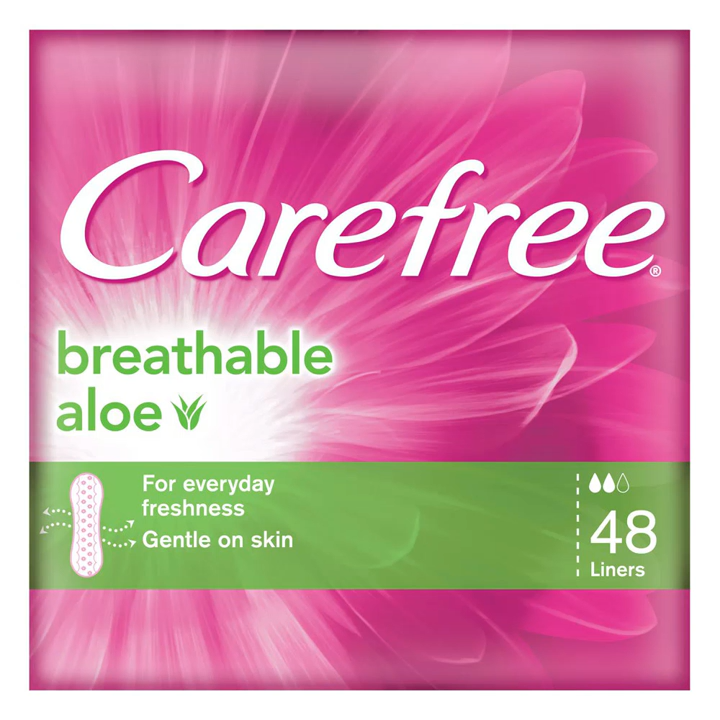 Carefree®
breathable
aloe
For everyday
freshness
Gentle on skin
48
Liners